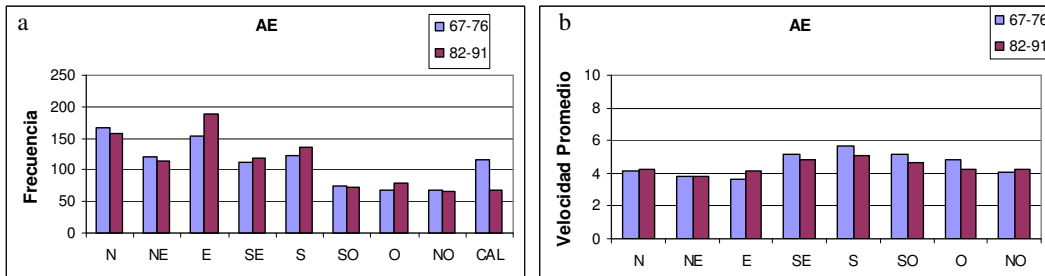 a
AE
67-76
82-91
Frecuencia
250
200
150
100
50
0
N NE E SE S SO O NO CAL
b
AE
67-76
82-91
Velocidad Promedio
10
8
6
4
2
0
N NE E SE S SO O NO